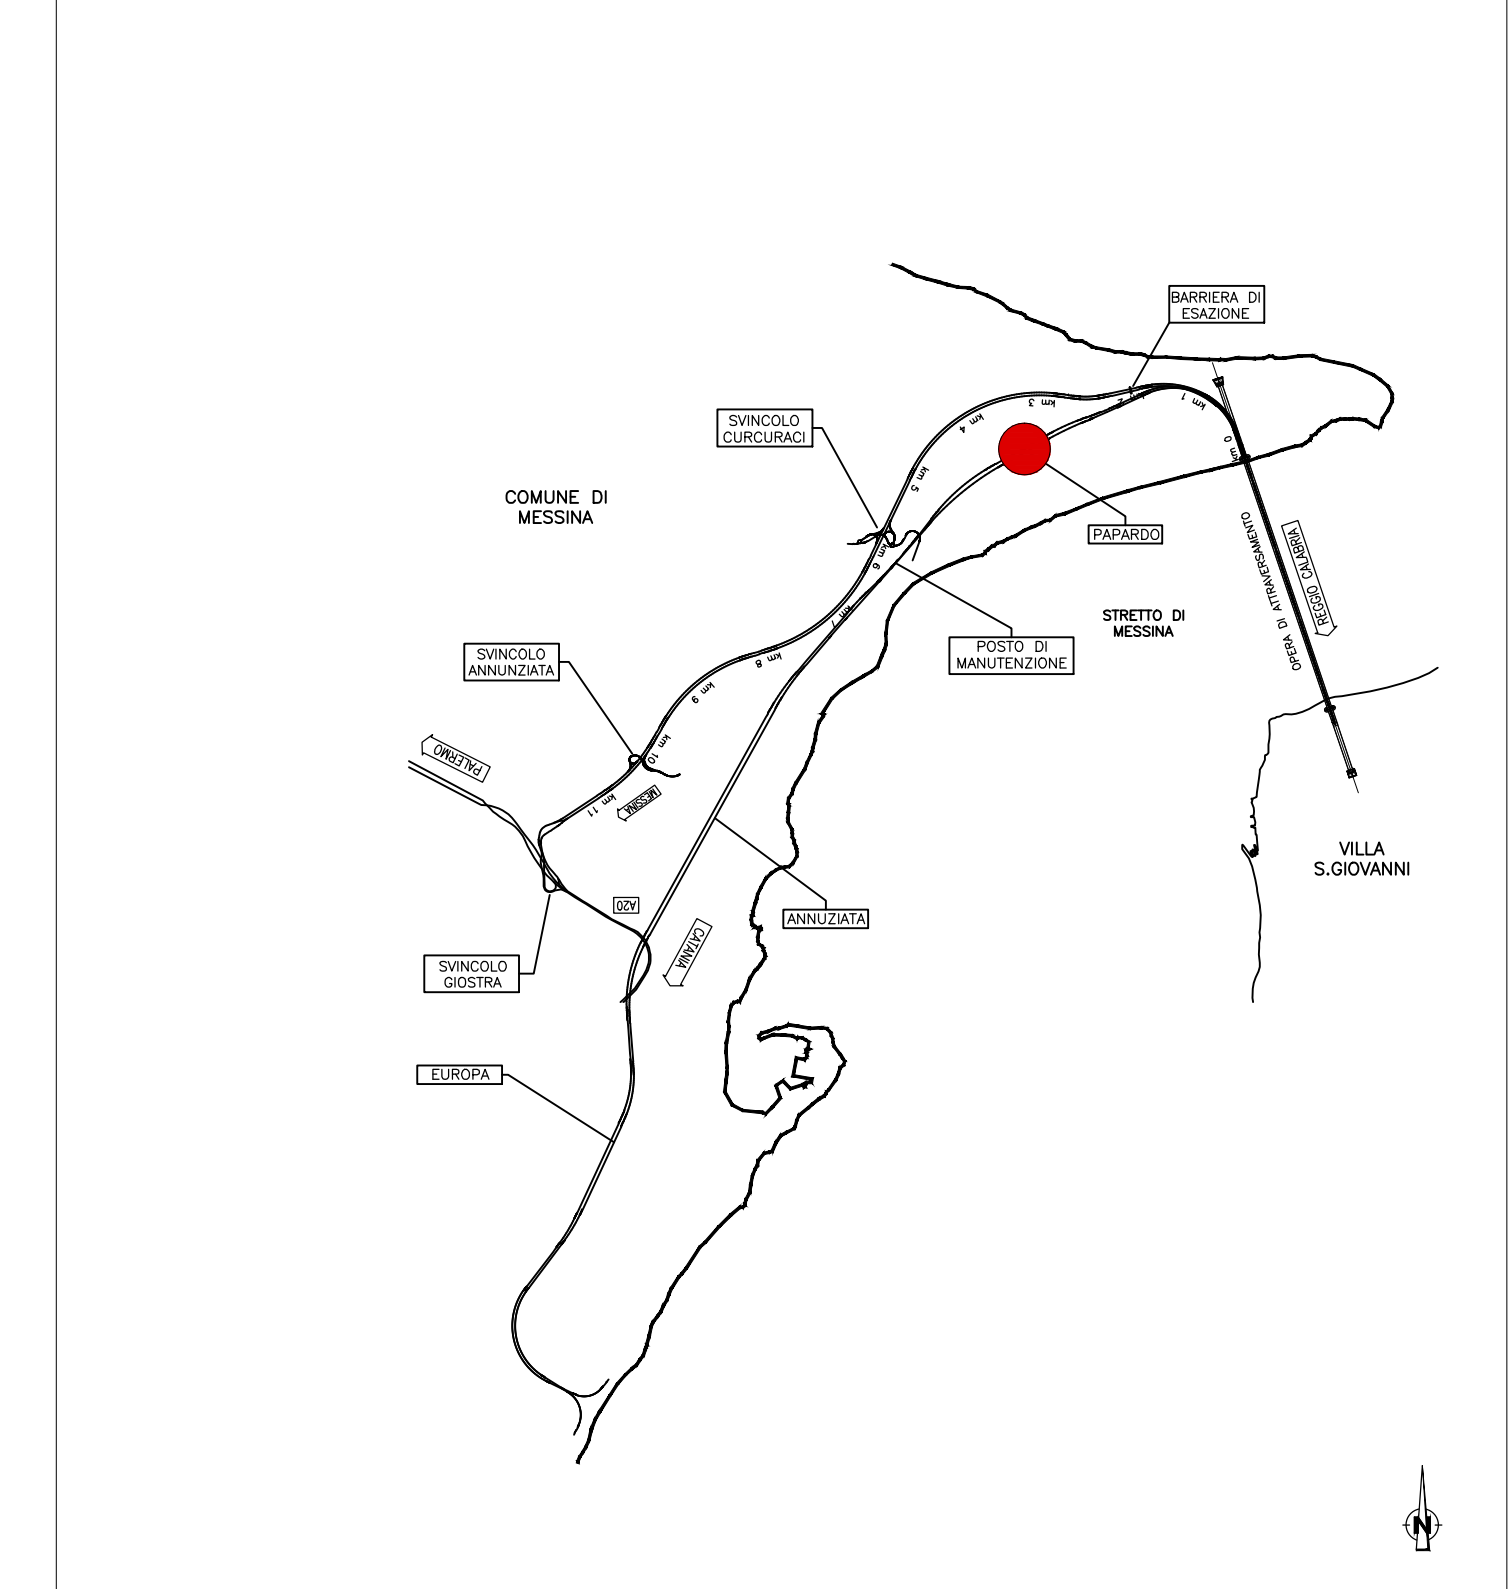 BARRIERA DI
ESAZIONE
SVINCOLO
CURCURACI
km 0
km 1
km 2
km 3
km 4
km 5
COMUNE DI
MESSINA
PAPARDO
OPERA DI ATTRAVERSAMENTO
REGGIO CALABRIA
km 6
km 7
STRETTO DI
MESSINA
POSTO DI
MANUTENZIONE
SVINCOLO
ANNUNZIATA
km 8
km 9
km 10
PALERMO
MESSINA
km 11
VILLA
S.GIOVANNI
A20
ANNUZIATA
CATANIA
SVINCOLO
GIOSTRA
EUROPA
N